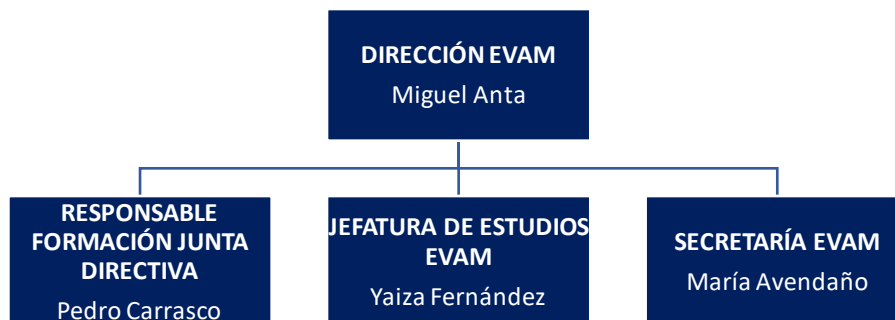 DIRECCIÓN EVAM
Miguel Anta
RESPONSABLE
FORMACIÓN JUNTA
DIRECTIVA
Pedro Carrasco
JEFATURA DE ESTUDIOS
EVAM
Yaiza Fernández
SECRETARÍA EVAM
María Avendaño